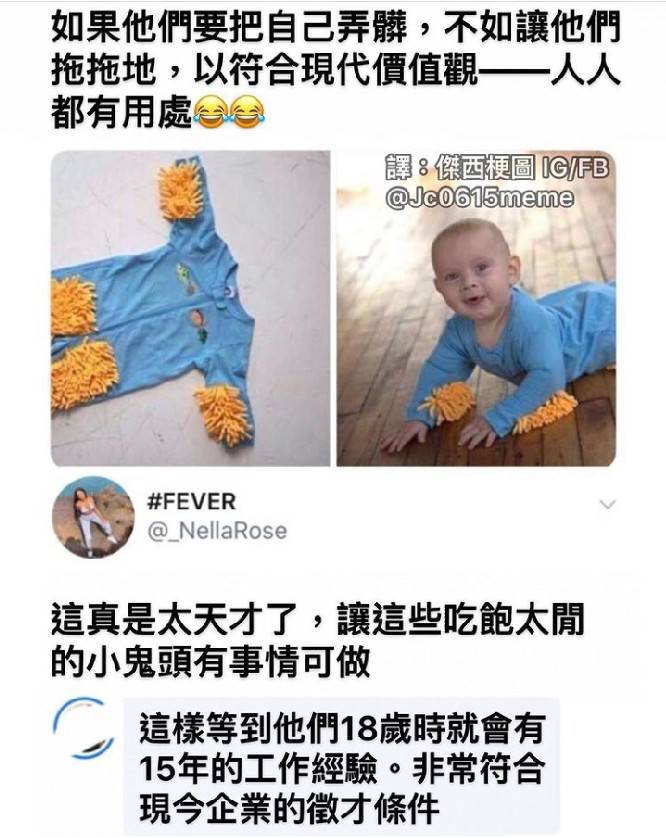 如果他們要把自己弄髒，不如讓他們
拖拖地，以符合現代價值觀——人人
都有用處😂😂
譯：傑西梗圖 IG/FB
@Jc0615meme
#FEVER
@_NellaRose
這真是太天才了，讓這些吃飽太閒
的小鬼頭有事情可做
這樣等到他們18歲時就會有
15年的工作經驗。非常符合
現今企業的徵才條件